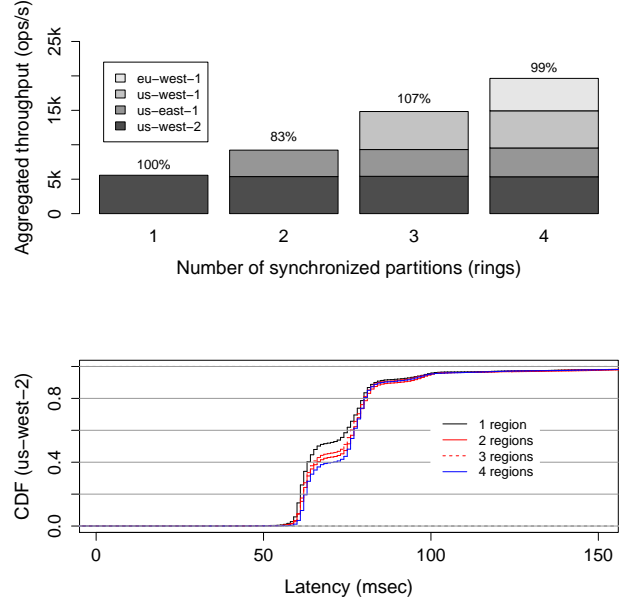 Aggregated throughput (ops/s)
0
5k
15k
25k
eu−west−1
us−west−1
us−east−1
us−west−2
100%
83%
107%
99%
1
2
3
4
Number of synchronized partitions (rings)
CDF (us−west−2)
0.0
0.4
0.8
1 region
2 regions
3 regions
4 regions
0
50
100
150
Latency (msec)